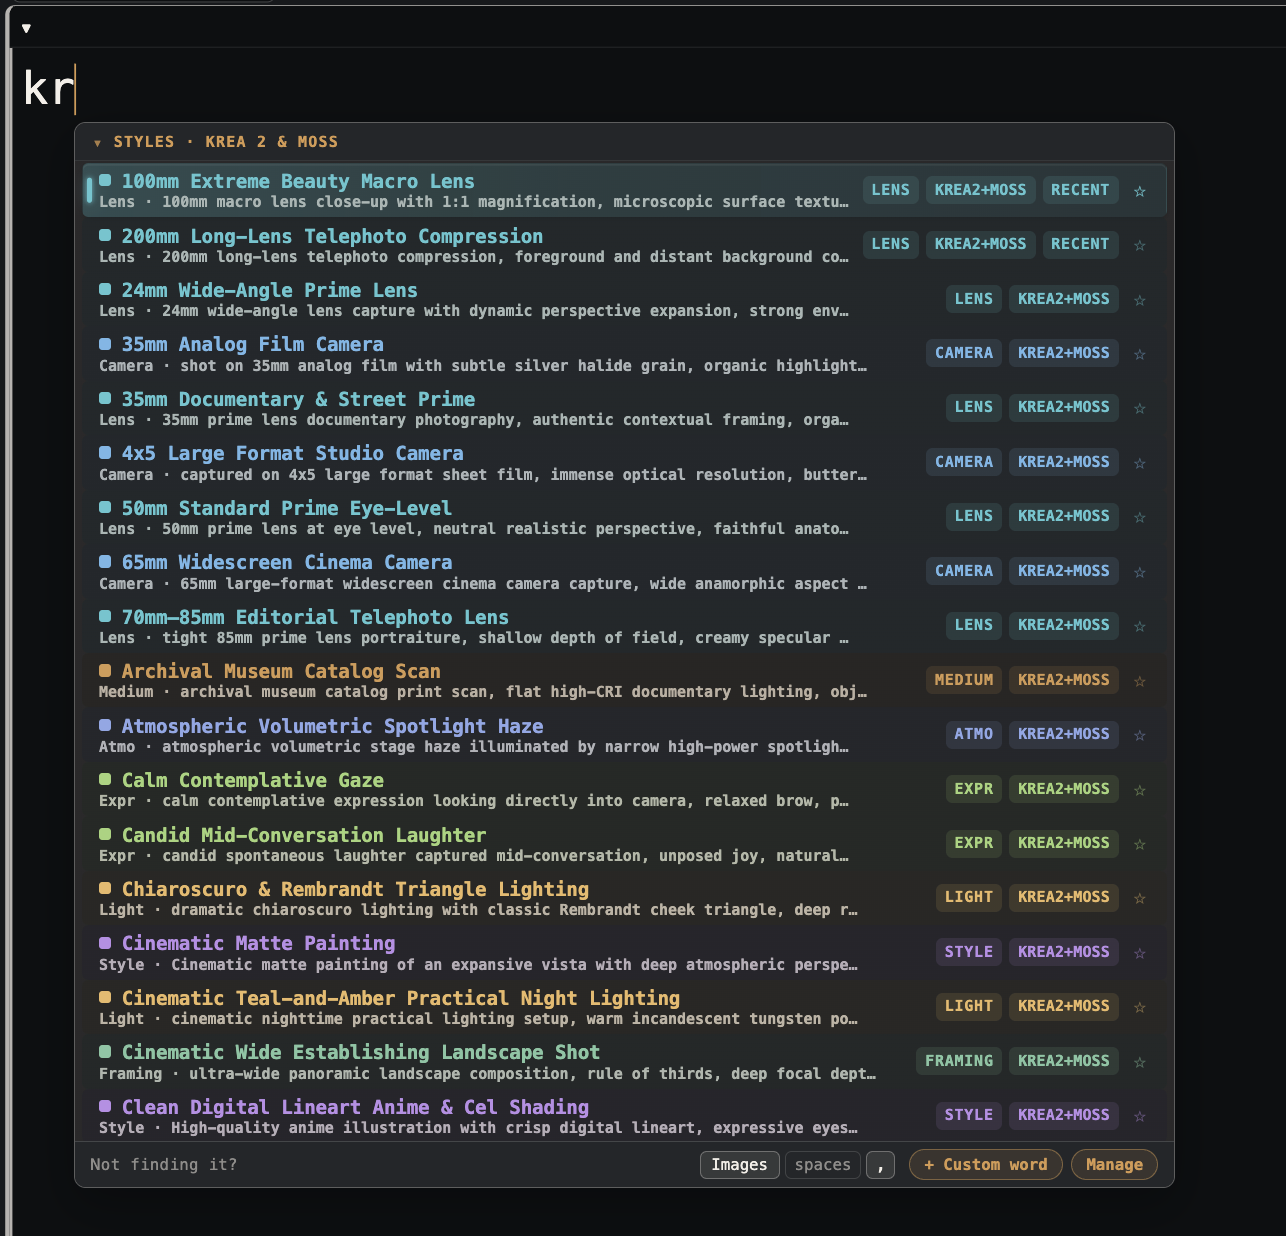 ▼
kr
▼ STYLES · KREA 2 & MOSS
100mm Extreme Beauty Macro Lens
Lens · 100mm macro lens close-up with 1:1 magnification, microscopic surface textu… LENS KREA2+MOSS RECENT ☆
200mm Long-Lens Telephoto Compression
Lens · 200mm long-lens telephoto compression, foreground and distant background co… LENS KREA2+MOSS RECENT ☆
24mm Wide-Angle Prime Lens
Lens · 24mm wide-angle lens capture with dynamic perspective expansion, strong env… LENS KREA2+MOSS ☆
35mm Analog Film Camera
Camera · shot on 35mm analog film with subtle silver halide grain, organic highlight… CAMERA KREA2+MOSS ☆
35mm Documentary & Street Prime
Lens · 35mm prime lens documentary photography, authentic contextual framing, orga… LENS KREA2+MOSS ☆
4x5 Large Format Studio Camera
Camera · captured on 4x5 large format sheet film, immense optical resolution, butter… CAMERA KREA2+MOSS ☆
50mm Standard Prime Eye-Level
Lens · 50mm prime lens at eye level, neutral realistic perspective, faithful anato… LENS KREA2+MOSS ☆
65mm Widescreen Cinema Camera
Camera · 65mm large-format widescreen cinema camera capture, wide anamorphic aspect … CAMERA KREA2+MOSS ☆
70mm–85mm Editorial Telephoto Lens
Lens · tight 85mm prime lens portraiture, shallow depth of field, creamy specular … LENS KREA2+MOSS ☆
Archival Museum Catalog Scan
Medium · archival museum catalog print scan, flat high-CRI documentary lighting, obj… MEDIUM KREA2+MOSS ☆
Atmospheric Volumetric Spotlight Haze
Atmo · atmospheric volumetric stage haze illuminated by narrow high-power spotligh… ATMO KREA2+MOSS ☆
Calm Contemplative Gaze
Expr · calm contemplative expression looking directly into camera, relaxed brow, p… EXPR KREA2+MOSS ☆
Candid Mid-Conversation Laughter
Expr · candid spontaneous laughter captured mid-conversation, unposed joy, natural… EXPR KREA2+MOSS ☆
Chiaroscuro & Rembrandt Triangle Lighting
Light · dramatic chiaroscuro lighting with classic Rembrandt cheek triangle, deep r… LIGHT KREA2+MOSS ☆
Cinematic Matte Painting
Style · Cinematic matte painting of an expansive vista with deep atmospheric perspe… STYLE KREA2+MOSS ☆
Cinematic Teal-and-Amber Practical Night Lighting
Light · cinematic nighttime practical lighting setup, warm incandescent tungsten po… LIGHT KREA2+MOSS ☆
Cinematic Wide Establishing Landscape Shot
Framing · ultra-wide panoramic landscape composition, rule of thirds, deep focal dept… FRAMING KREA2+MOSS ☆
Clean Digital Lineart Anime & Cel Shading
Style · High-quality anime illustration with crisp digital lineart, expressive eyes… STYLE KREA2+MOSS ☆
Not finding it? Images spaces , + Custom word Manage